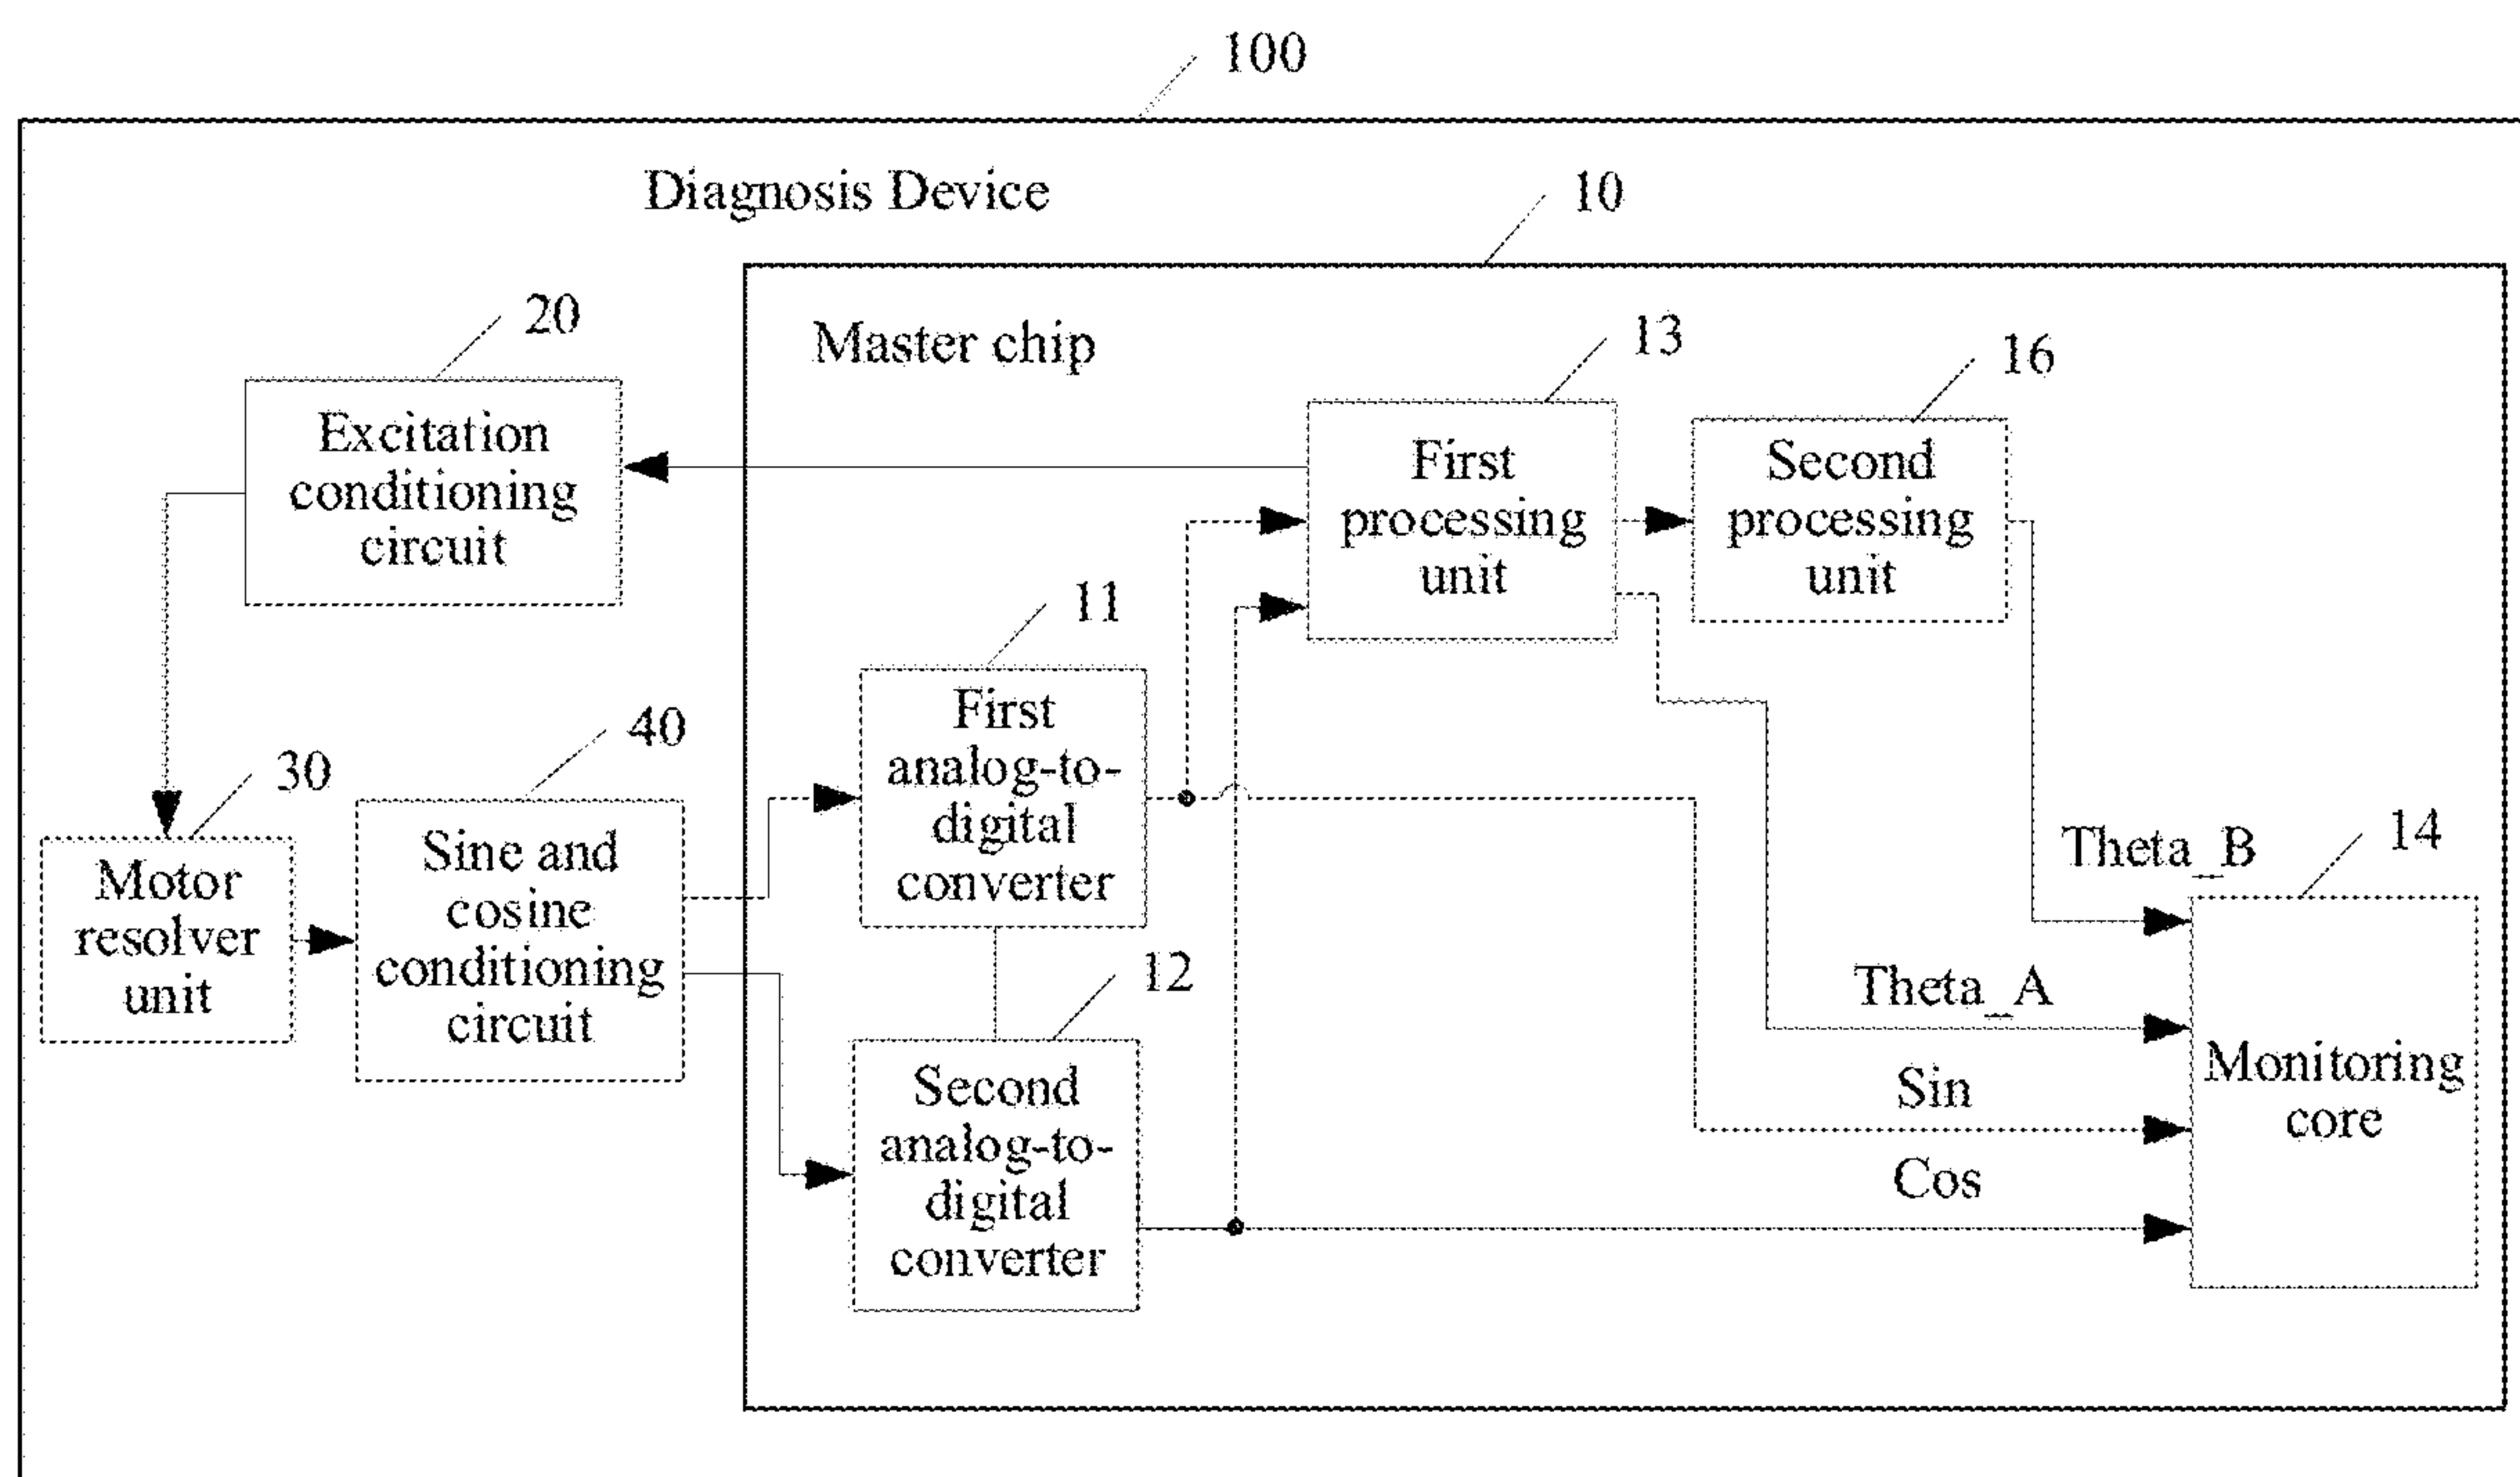 100
Diagnosis Device
10
20
Master chip
13
16
Excitation
conditioning
circuit
First
processing
unit
Second
processing
unit
11
First
analog-to-
digital
converter
40
30
Motor
resolver
unit
Sine and
cosine
conditioning
circuit
12
Second
analog-to-
digital
converter
Theta_B
14
Theta_A
Sin
Cos
Monitoring
core